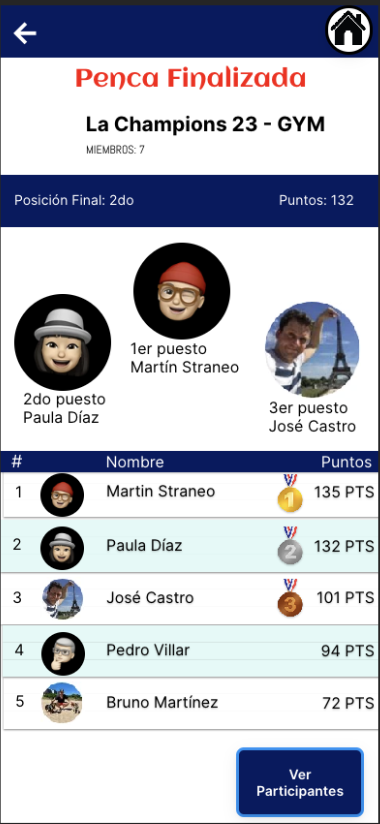 Penca Finalizada
La Champions 23 - GYM
MIEMBROS: 7
Posición Final: 2do Puntos: 132
1er puesto
Martín Straneo
2do puesto
Paula Díaz
3er puesto
José Castro
# Nombre Puntos
1 Martin Straneo 1 135 PTS
2 Paula Díaz 2 132 PTS
3 José Castro 3 101 PTS
4 Pedro Villar 94 PTS
5 Bruno Martínez 72 PTS
Ver
Participantes